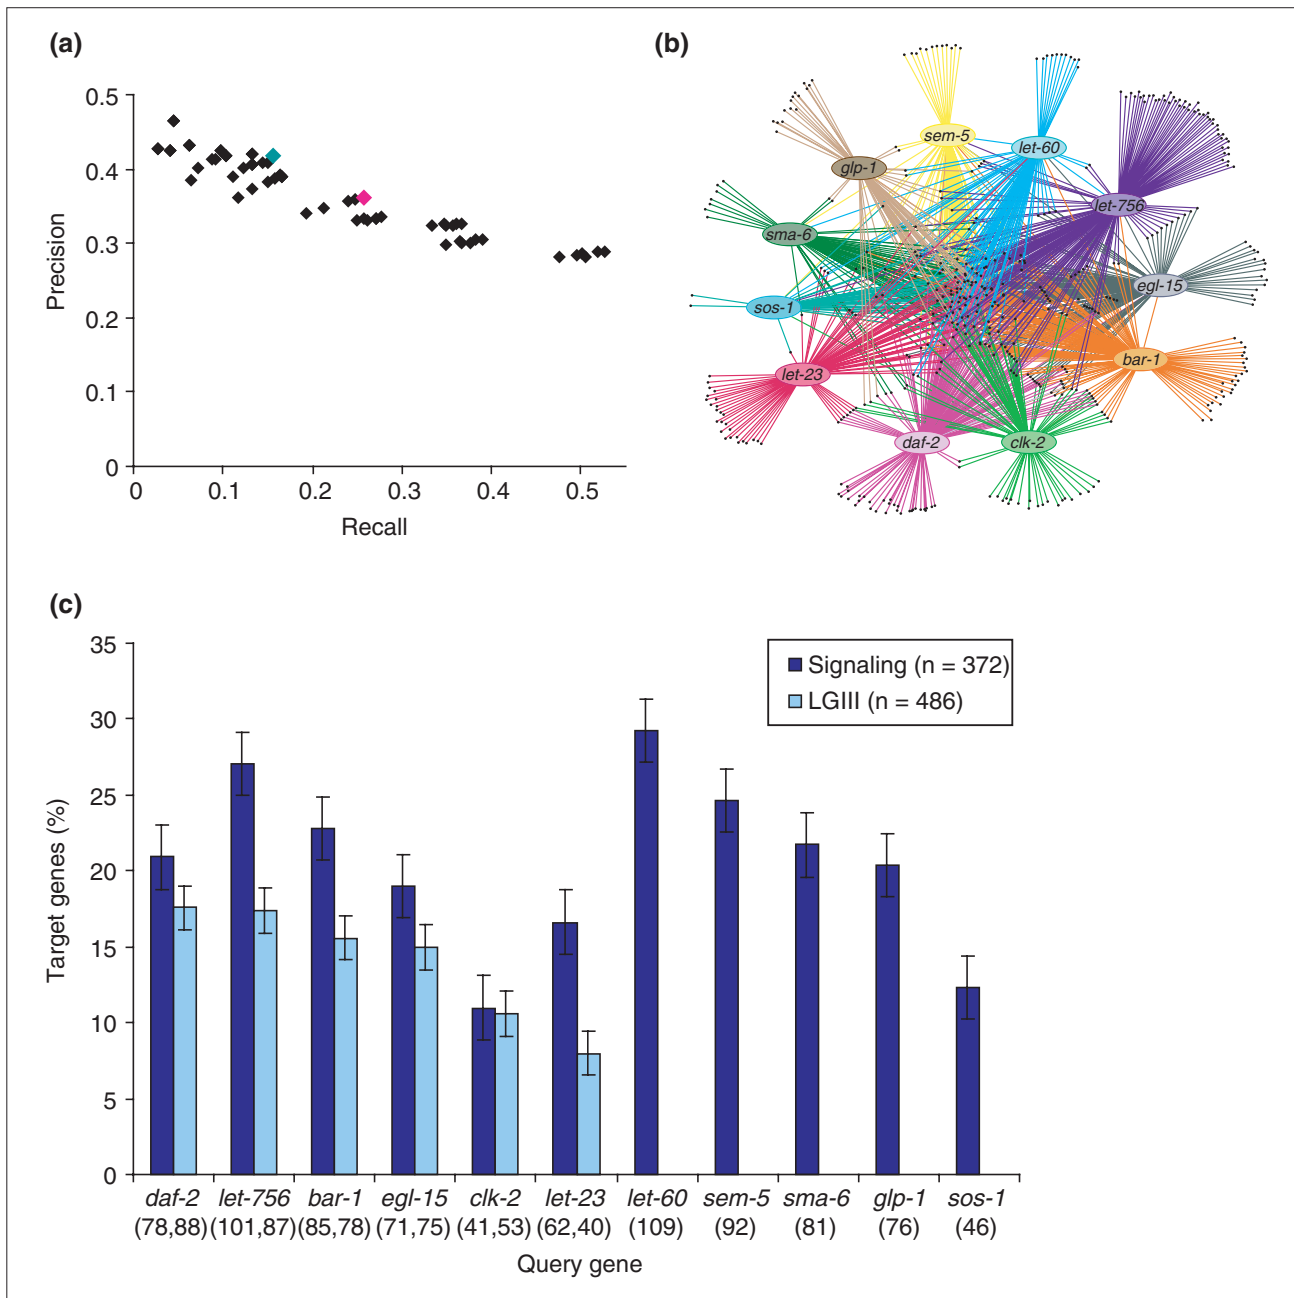 (a)
0.5
0.4
0.3
0.2
0.1
0
Precision
0 0.1 0.2 0.3 0.4 0.5
Recall
(b)
sem-5
let-60
glp-1
let-756
sma-6
egl-15
sos-1
bar-1
let-23
daf-2
clk-2
(c)
35
30
25
20
15
10
5
0
Target genes (%)
Signaling (n = 372)
LGIII (n = 486)
daf-2 let-756 bar-1 egl-15 clk-2 let-23 let-60 sem-5 sma-6 glp-1 sos-1
(78,88) (101,87) (85,78) (71,75) (41,53) (62,40) (109) (92) (81) (76) (46)
Query gene